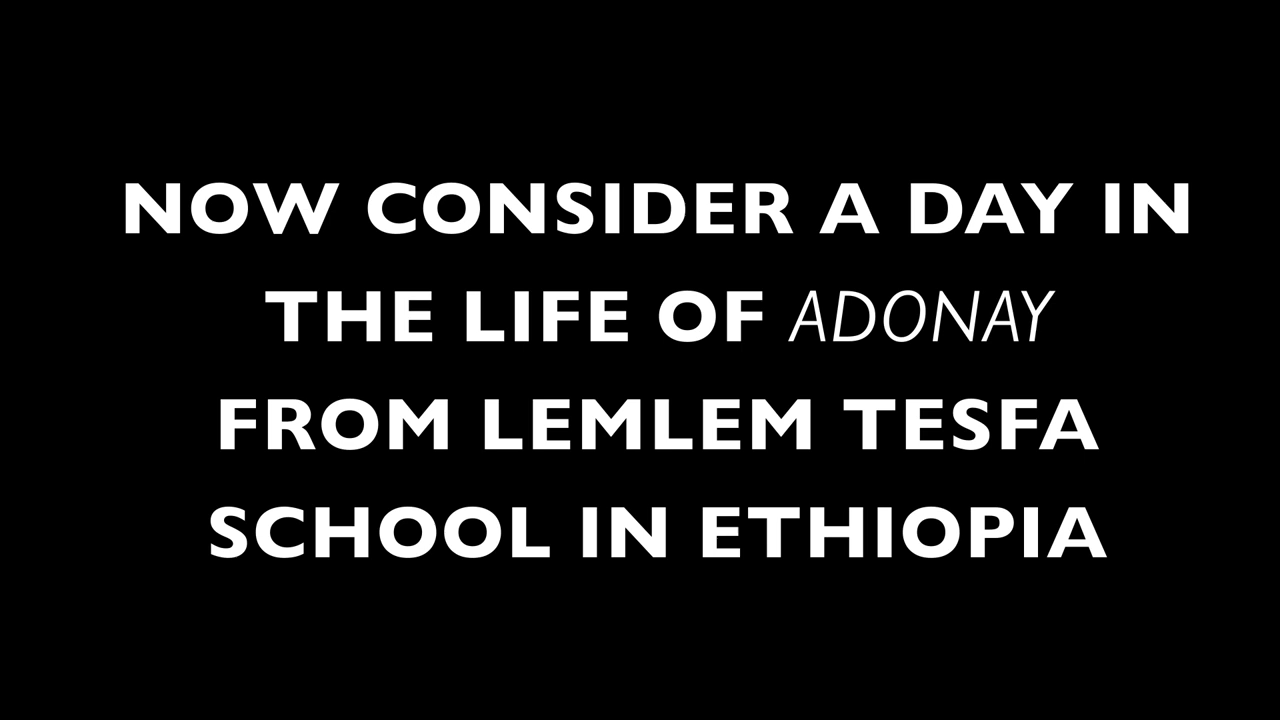 NOW CONSIDER A DAY IN
THE LIFE OF ADONAY
FROM LEMLEM TESFA
SCHOOL IN ETHIOPIA